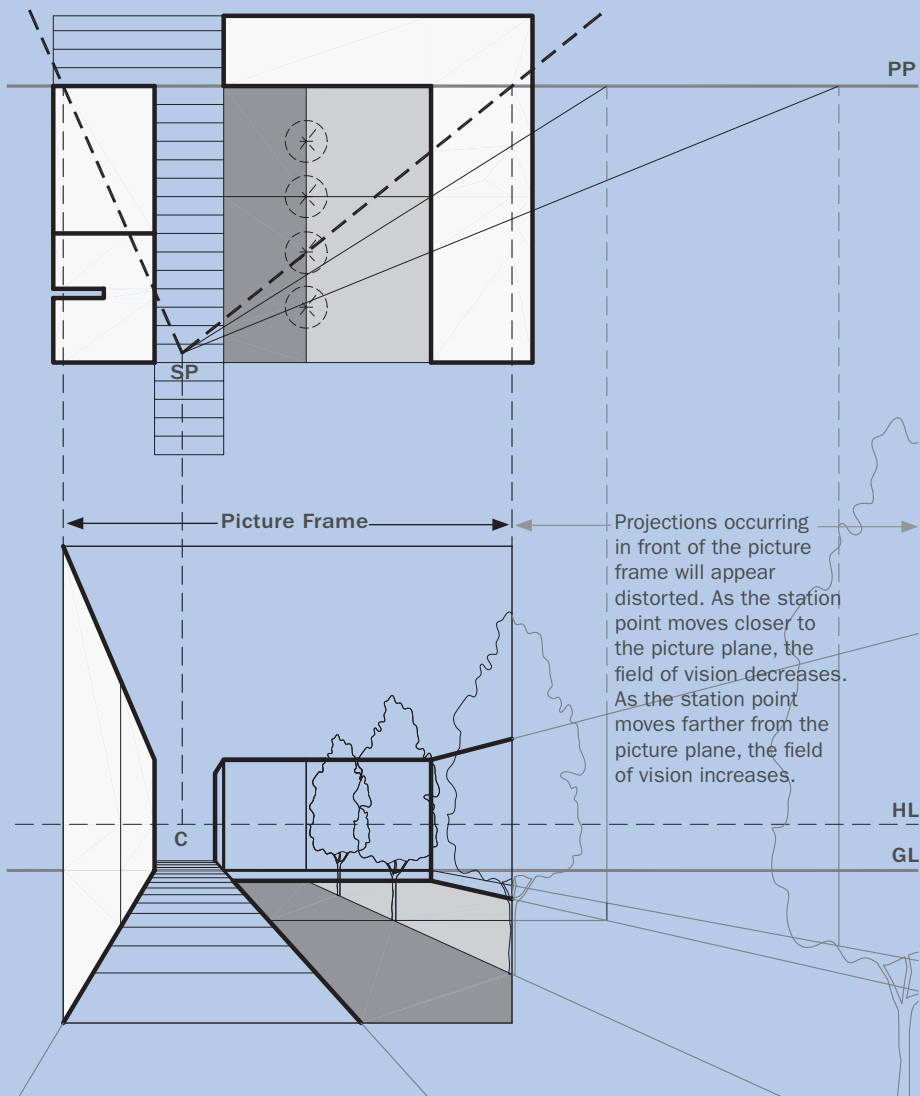 PP
SP
Picture Frame
Projections occurring
in front of the picture
frame will appear
distorted. As the station
point moves closer to
the picture plane, the
field of vision decreases.
As the station point
moves farther from the
picture plane, the field
of vision increases.
HL
C
GL